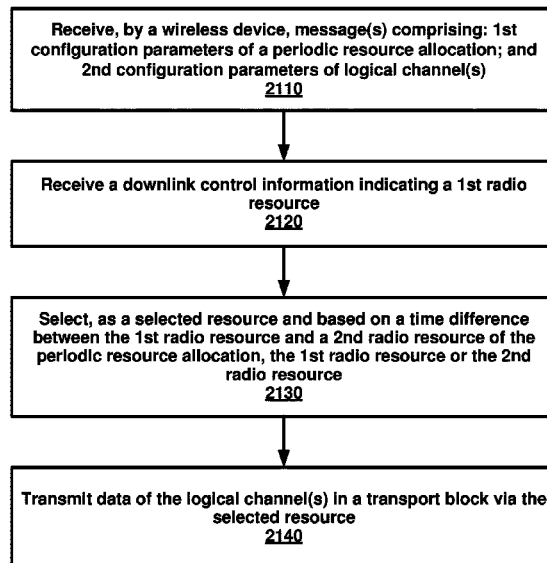 Receive, by a wireless device, message(s) comprising: 1st
configuration parameters of a periodic resource allocation; and
2nd configuration parameters of logical channel(s)
2110
Receive a downlink control information indicating a 1st radio
resource
2120
Select, as a selected resource and based on a time difference
between the 1st radio resource and a 2nd radio resource of the
periodic resource allocation, the 1st radio resource or the 2nd
radio resource
2130
Transmit data of the logical channel(s) in a transport block via the
selected resource
2140